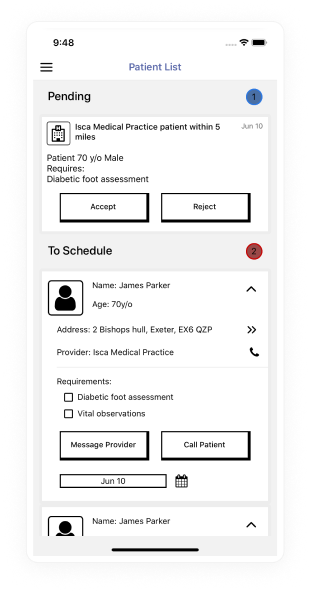 9:48
Patient List
Pending
1
Isca Medical Practice patient within 5
miles
Jun 10
Patient 70 y/o Male
Requires:
Diabetic foot assessment
Accept
Reject
To Schedule
2
Name: James Parker
Age: 70y/o
Address: 2 Bishops hull, Exeter, EX6 QZP
Provider: Isca Medical Practice
Requirements:
Diabetic foot assessment
Vital observations
Message Provider
Call Patient
Jun 10
Name: James Parker